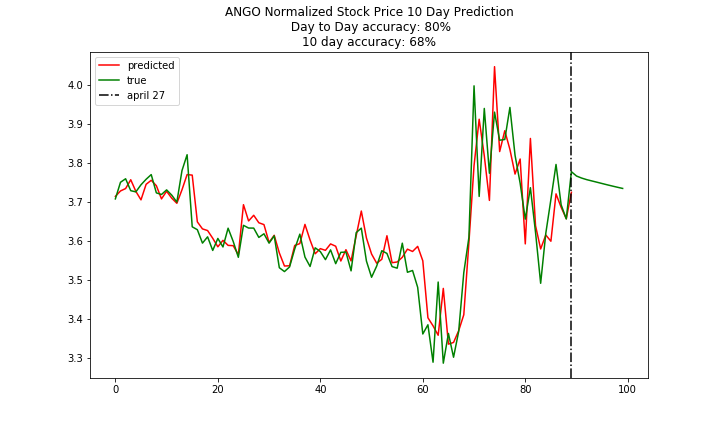 ANGO Normalized Stock Price 10 Day Prediction
Day to Day accuracy: 80%
10 day accuracy: 68%
predicted
true
april 27
4.0
3.9
3.8
3.7
3.6
3.5
3.4
3.3
0
20
40
60
80
100